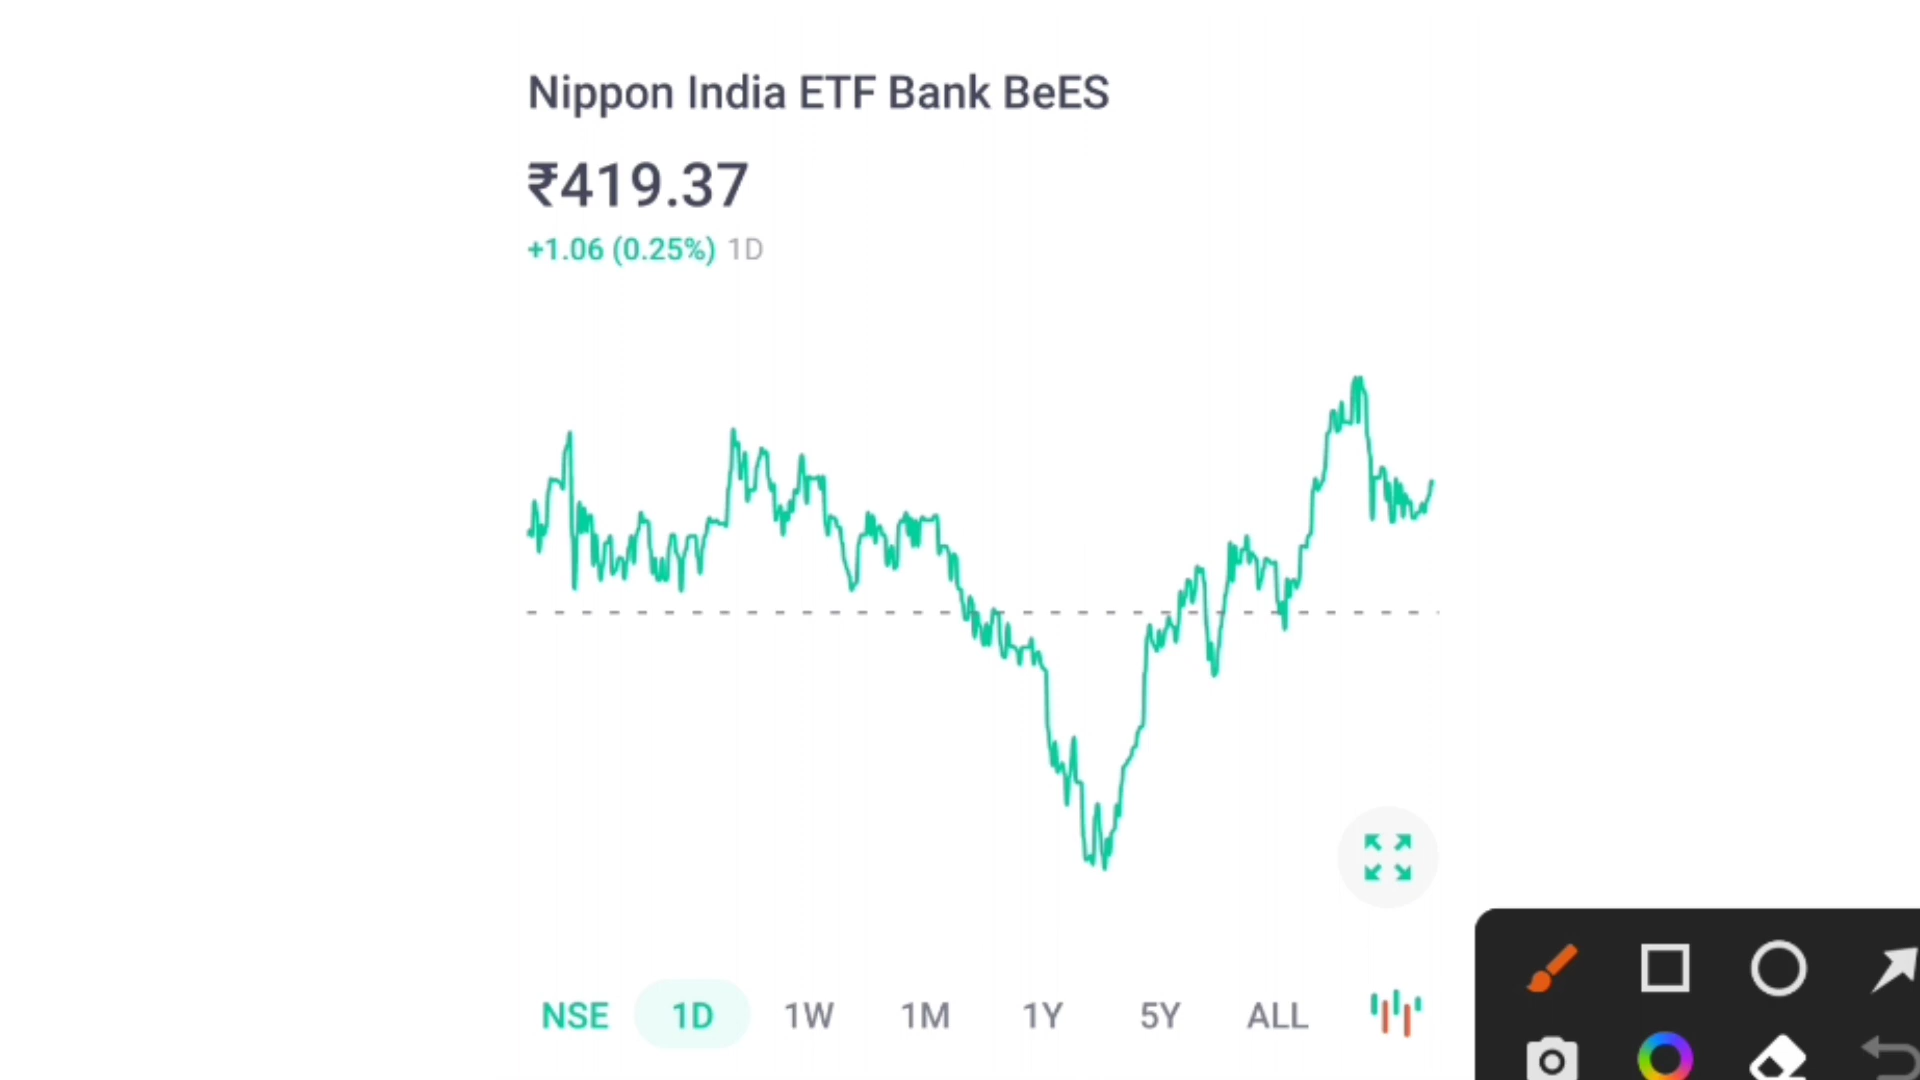 Nippon India ETF Bank BeES
₹419.37
+1.06 (0.25%) 1D
NSE 1D 1W 1M 1Y 5Y ALL